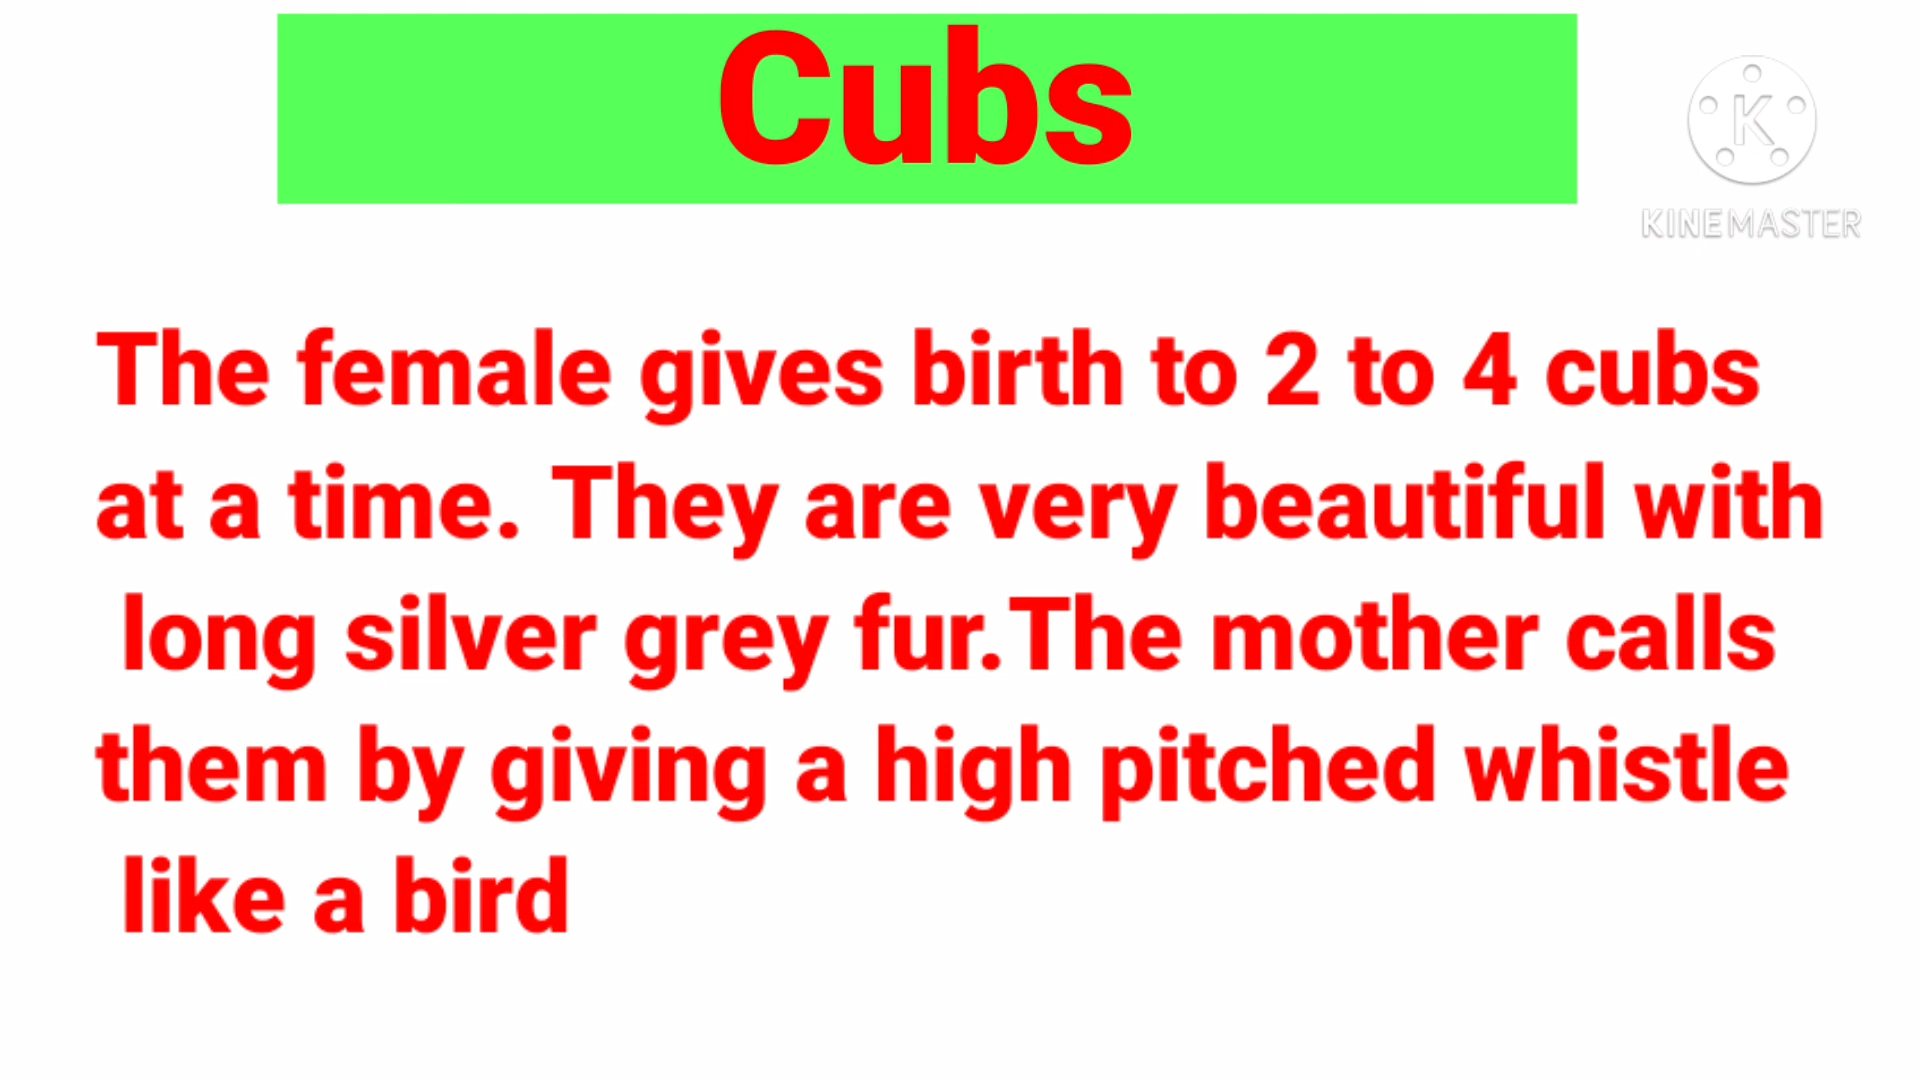 Cubs
KINEMASTER
The female gives birth to 2 to 4 cubs
at a time. They are very beautiful with
long silver grey fur.The mother calls
them by giving a high pitched whistle
like a bird